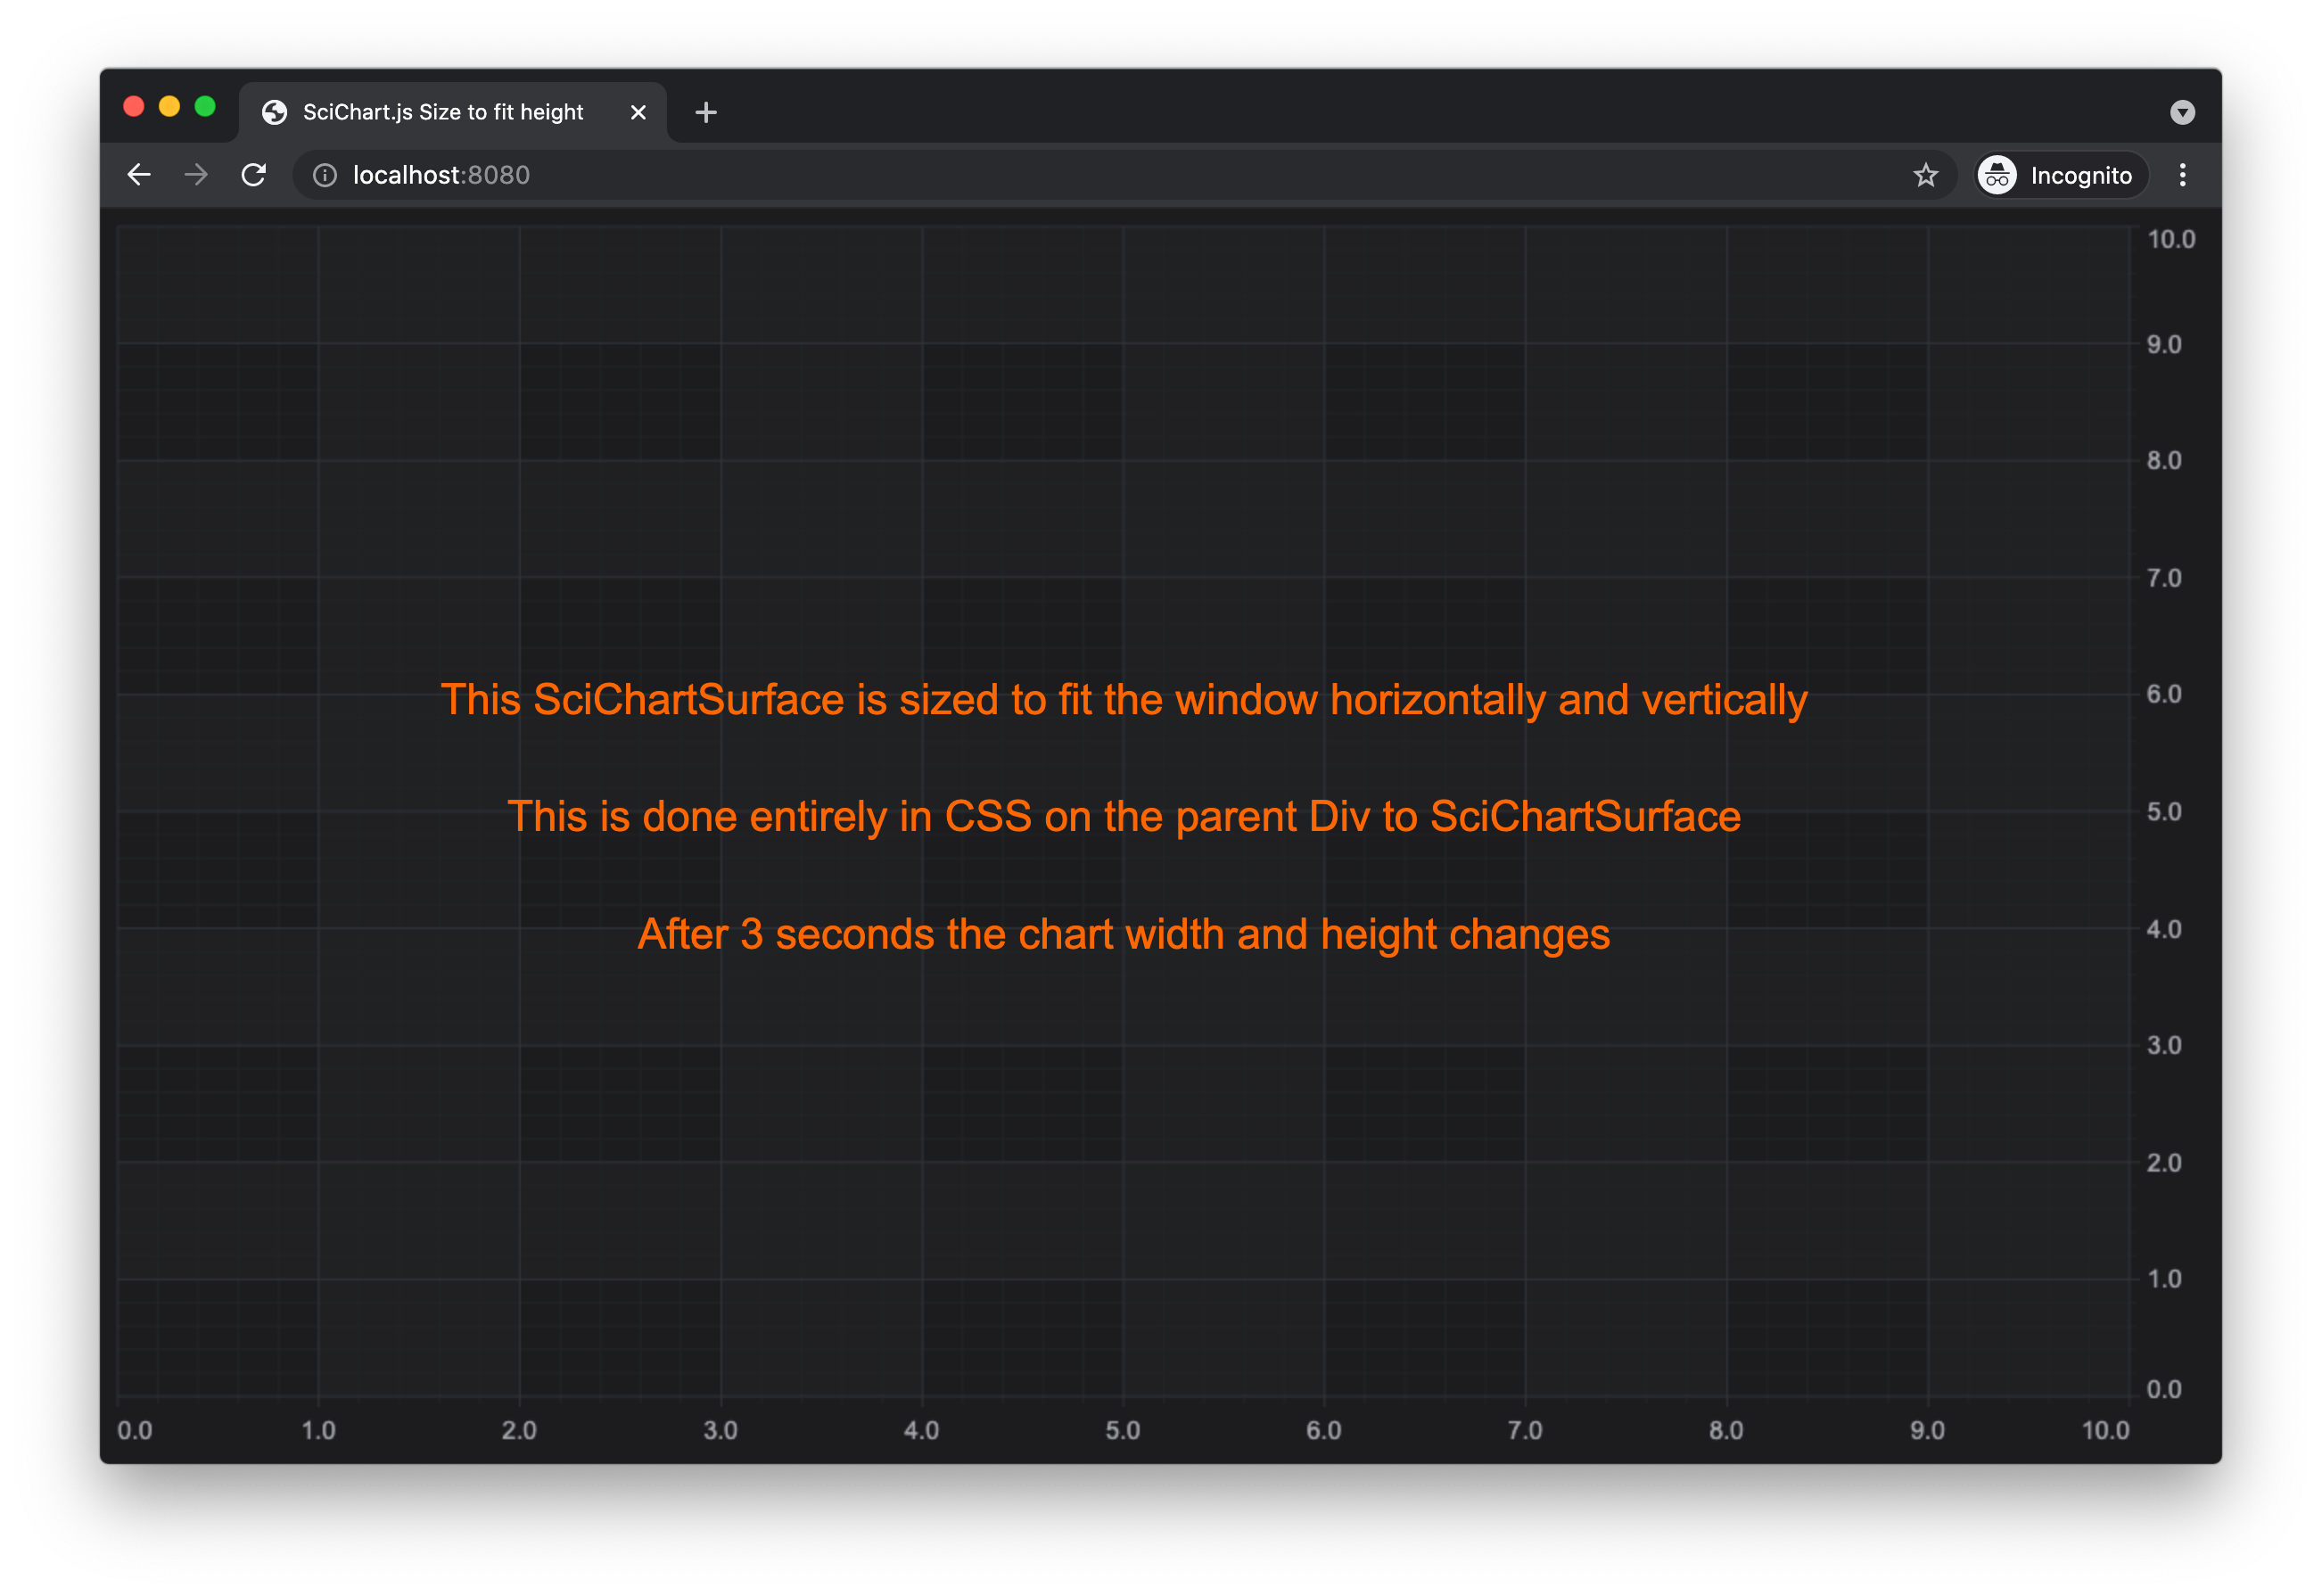 SciChart.js Size to fit height
localhost:8080
Incognito
10.0
9.0
8.0
7.0
This SciChartSurface is sized to fit the window horizontally and vertically
6.0
This is done entirely in CSS on the parent Div to SciChartSurface
5.0
After 3 seconds the chart width and height changes
4.0
3.0
2.0
1.0
0.0
0.0 1.0 2.0 3.0 4.0 5.0 6.0 7.0 8.0 9.0 10.0